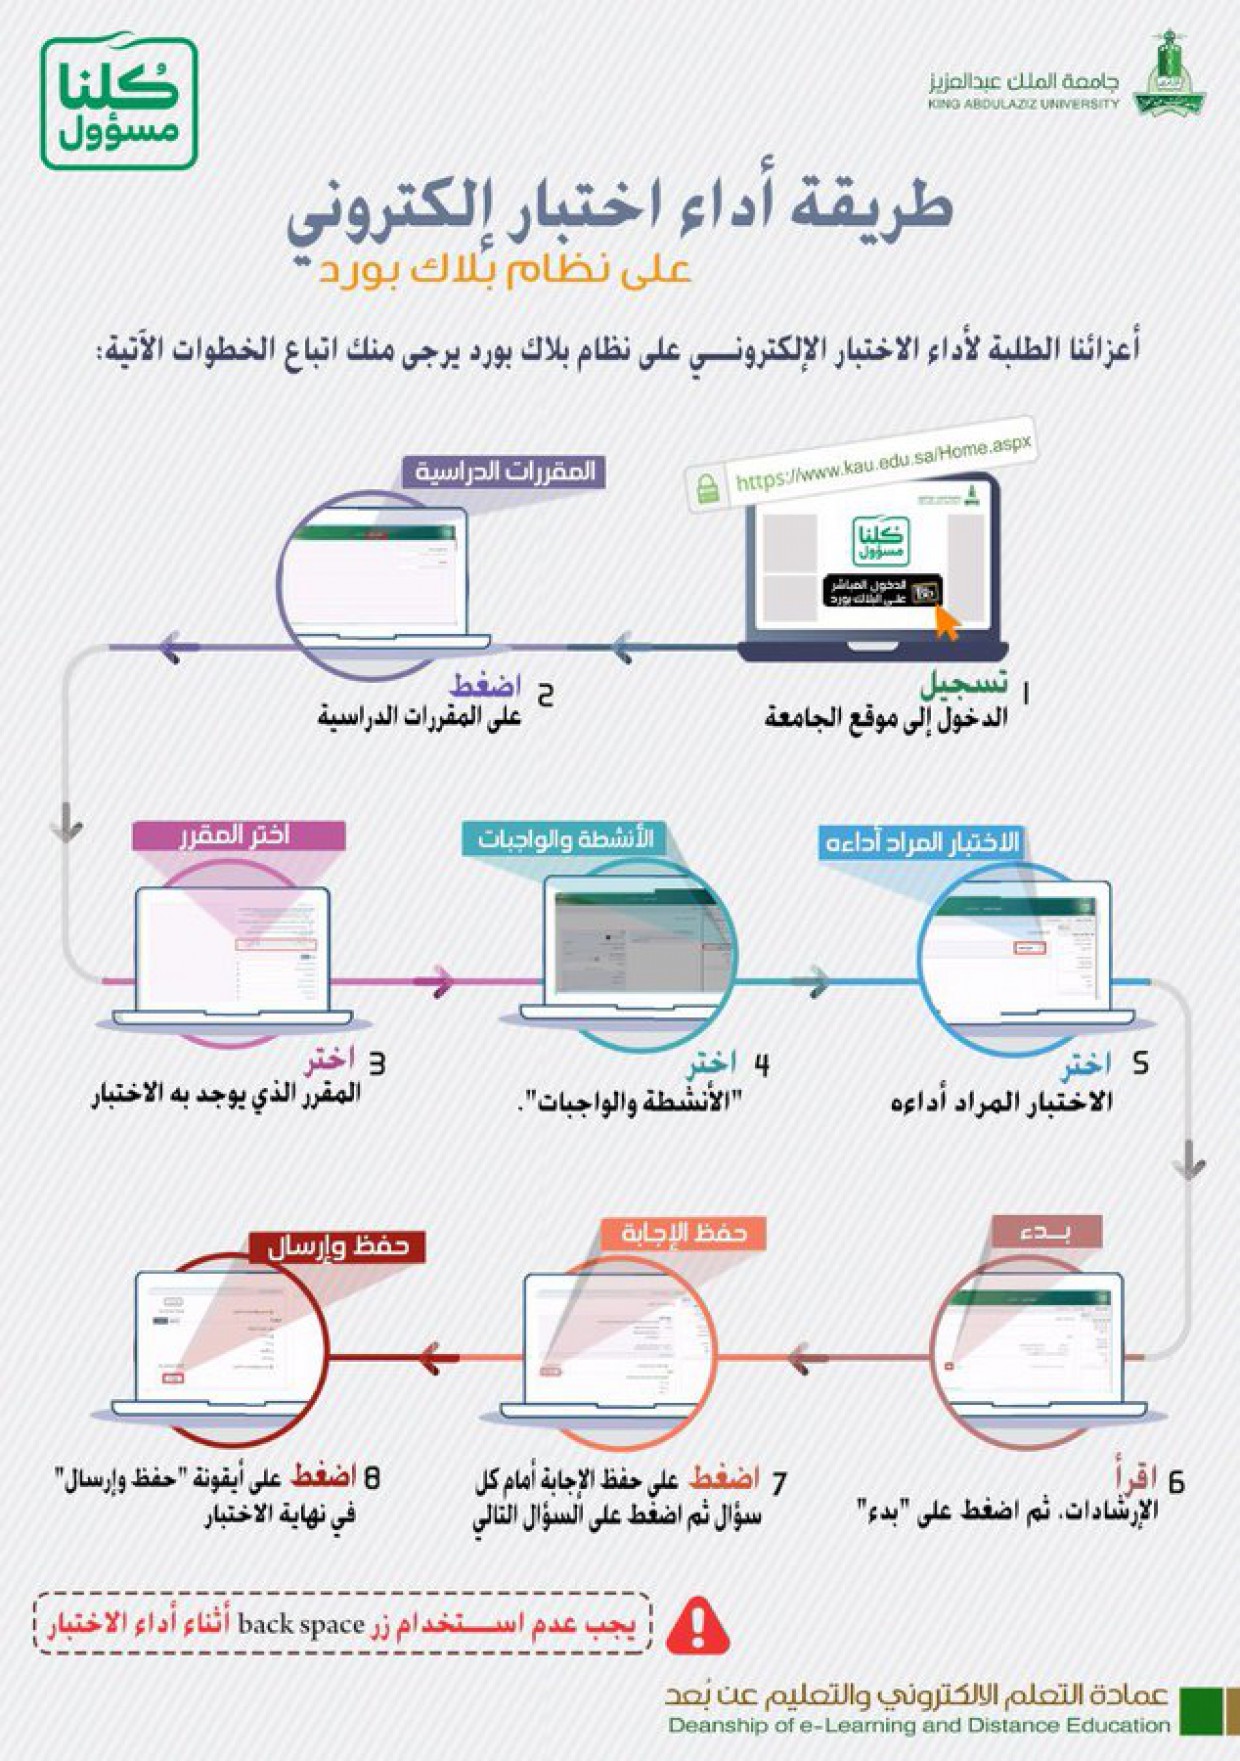 كلنا
مسؤول
جامعة الملك عبدالعزيز
KING ABDULAZIZ UNIVERSITY
طريقة أداء اختبار إلكتروني
على نظام بلاك بورد
أعزائنا الطلبة لأداء الاختبار الإلكتروني على نظام بلاك بورد يرجى منك اتباع الخطوات الآتية:
https://www.kau.edu.sa/Home.aspx
كلنا
مسؤول
الدخول المباشر
على البلاك بورد
1 تسجيل
الدخول إلى موقع الجامعة
المقررات الدراسية
2 اضغط
على المقررات الدراسية
اختر المقرر
3 اختر
المقرر الذي يوجد به الاختبار
الأنشطة والواجبات
4 اختر
"الأنشطة والواجبات".
الاختبار المراد أداءه
5 اختر
الاختبار المراد أداءه
بدء
6 اقرأ
الإرشادات، ثم اضغط على "بدء"
حفظ الإجابة
7 اضغط على حفظ الإجابة أمام كل
سؤال ثم اضغط على السؤال التالي
حفظ وإرسال
8 اضغط على أيقونة "حفظ وإرسال"
في نهاية الاختبار
يجب عدم استخدام زر back space أثناء أداء الاختبار
عمادة التعلم الالكتروني والتعليم عن بُعد
Deanship of e-Learning and Distance Education